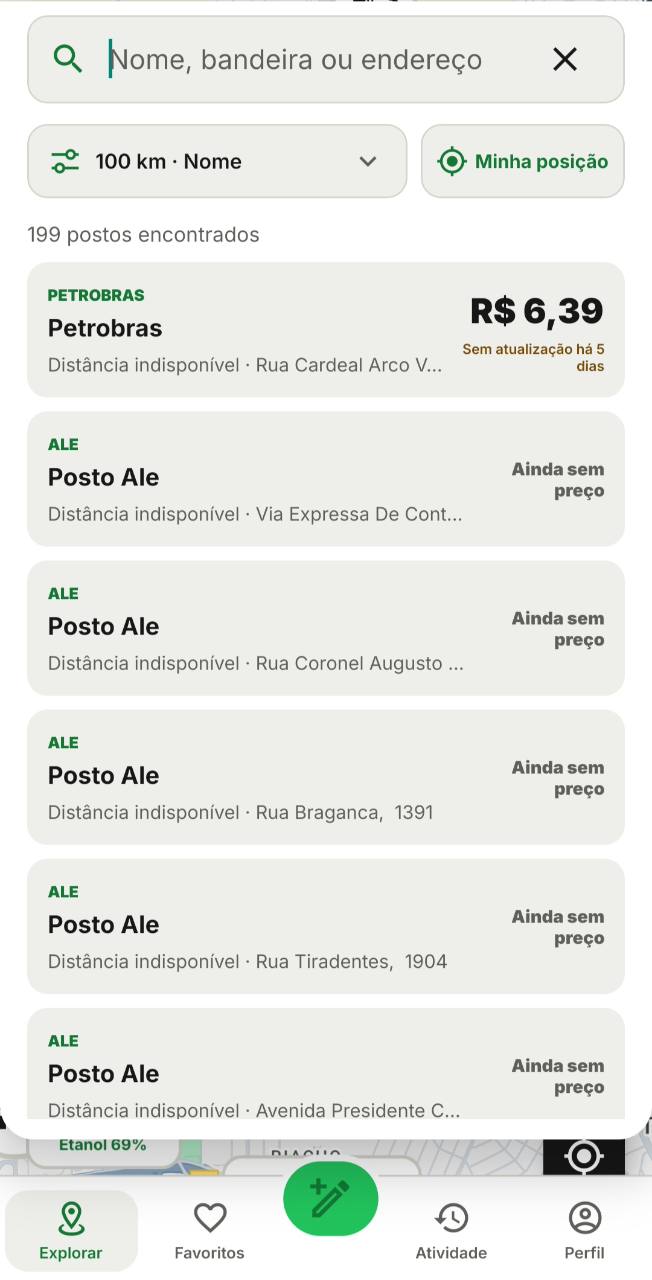 Nome, bandeira ou endereço
100 km · Nome
Minha posição
199 postos encontrados
PETROBRAS
Petrobras
Distância indisponível · Rua Cardeal Arco V...
R$ 6,39
Sem atualização há 5
dias
ALE
Posto Ale
Distância indisponível · Via Expressa De Cont...
Ainda sem
preço
ALE
Posto Ale
Distância indisponível · Rua Coronel Augusto ...
Ainda sem
preço
ALE
Posto Ale
Distância indisponível · Rua Braganca,  1391
Ainda sem
preço
ALE
Posto Ale
Distância indisponível · Rua Tiradentes,  1904
Ainda sem
preço
ALE
Posto Ale
Distância indisponível · Avenida Presidente C...
Ainda sem
preço
Etanol 69%
Explorar
Favoritos
Atividade
Perfil